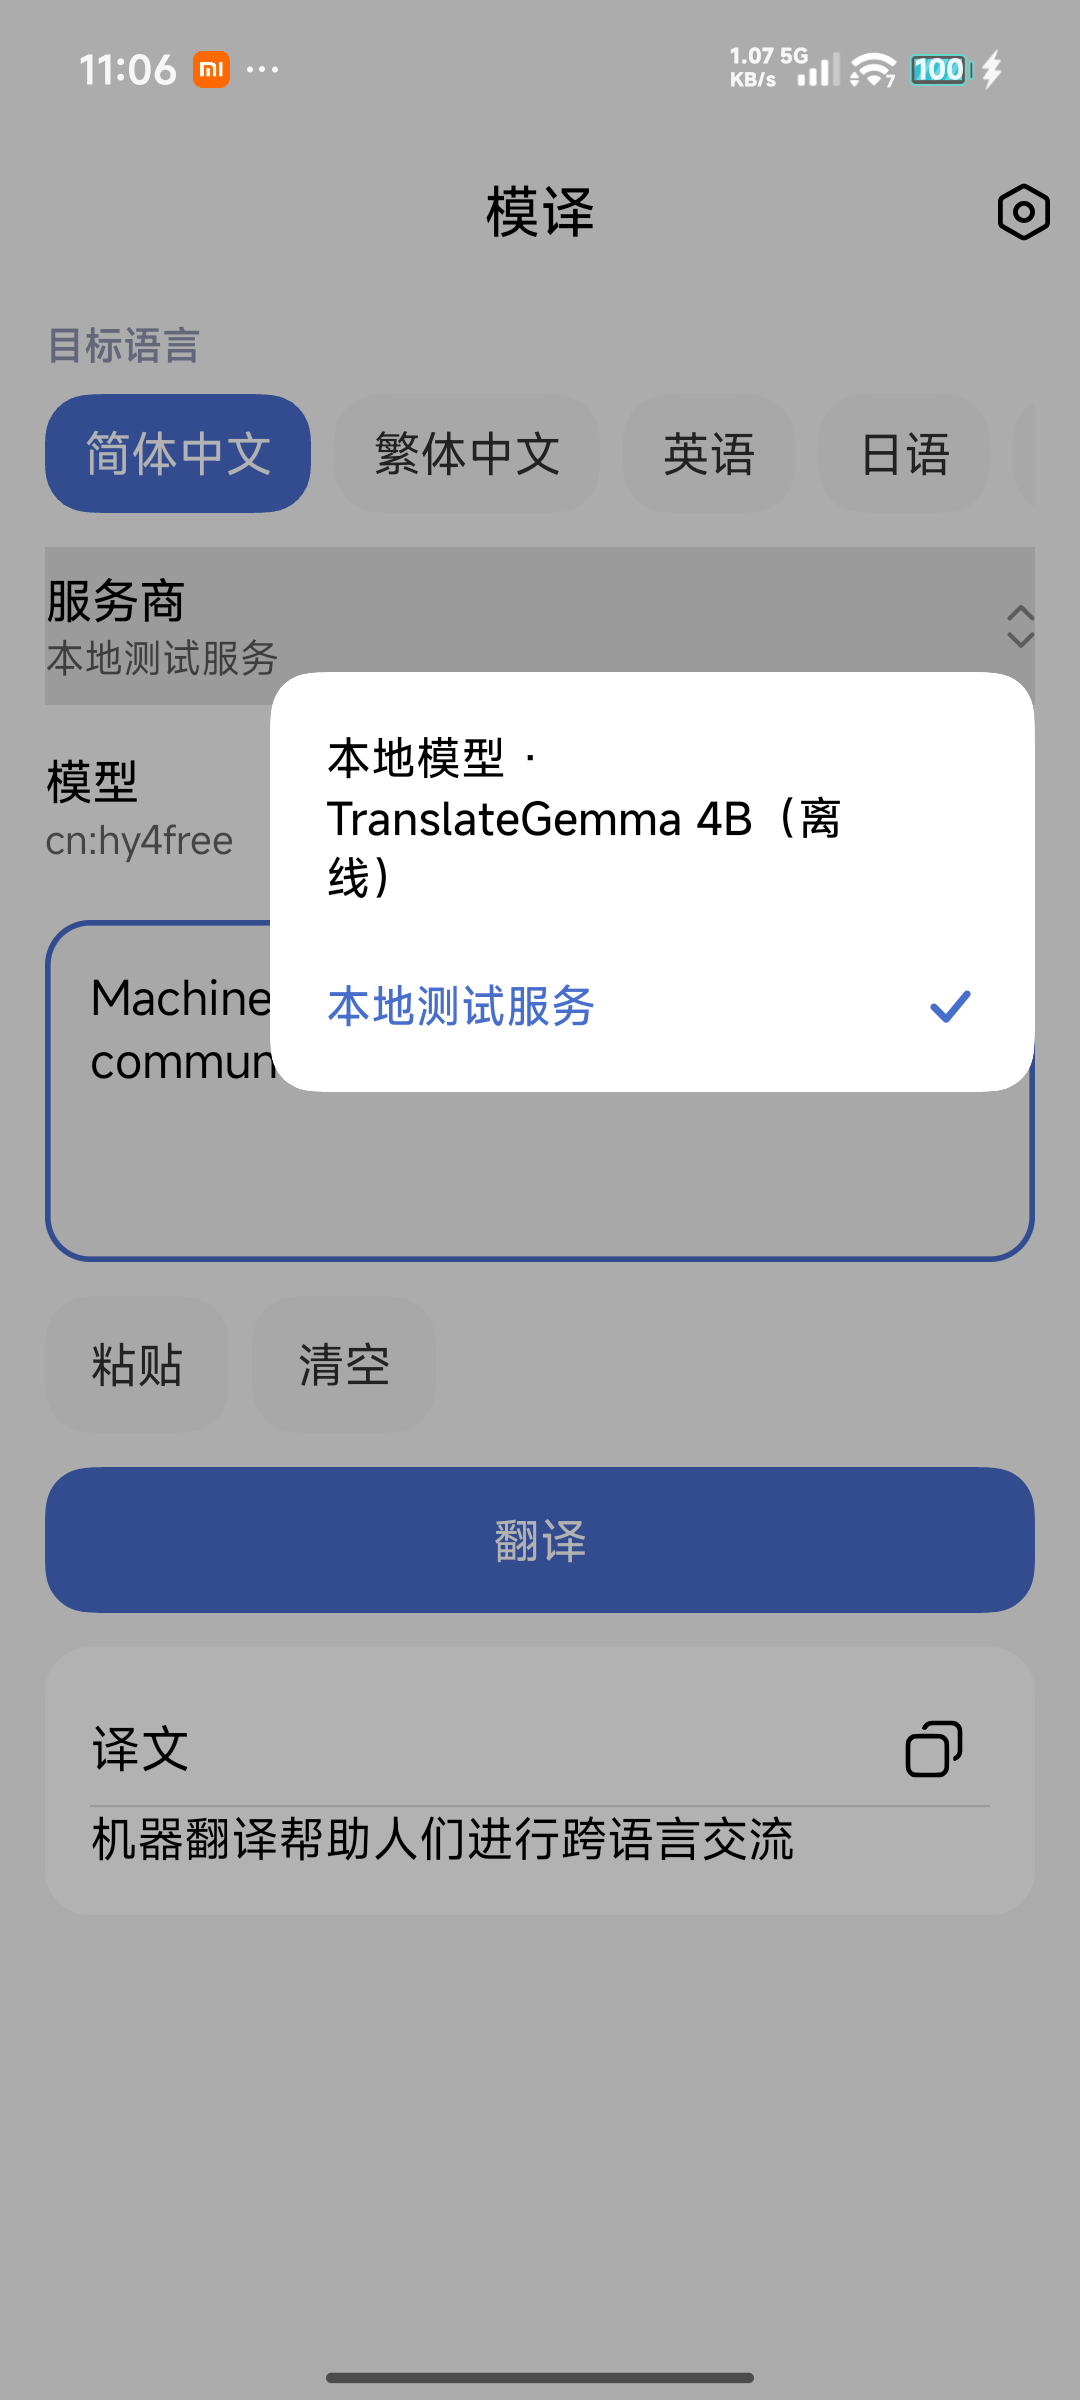 11:06
1.07 5G
KB/s
7
100
模译
目标语言
简体中文
繁体中文
英语
日语
服务商
本地测试服务
本地模型 ·
TranslateGemma 4B（离
线）
本地测试服务
模型
cn:hy4free
Machine
commun
粘贴
清空
翻译
译文
机器翻译帮助人们进行跨语言交流